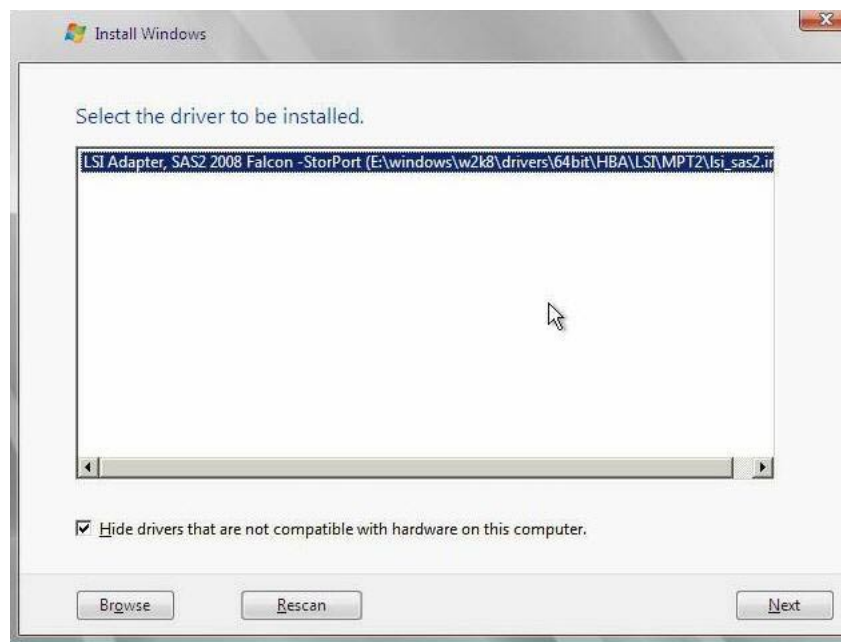 Install Windows
Select the driver to be installed.
LSI Adapter, SAS2 2008 Falcon -StorPort (E:\windows\w2k8\drivers\64bit\HBA\LSI\MPT2\lsi_sas2.in
Hide drivers that are not compatible with hardware on this computer.
Browse
Rescan
Next